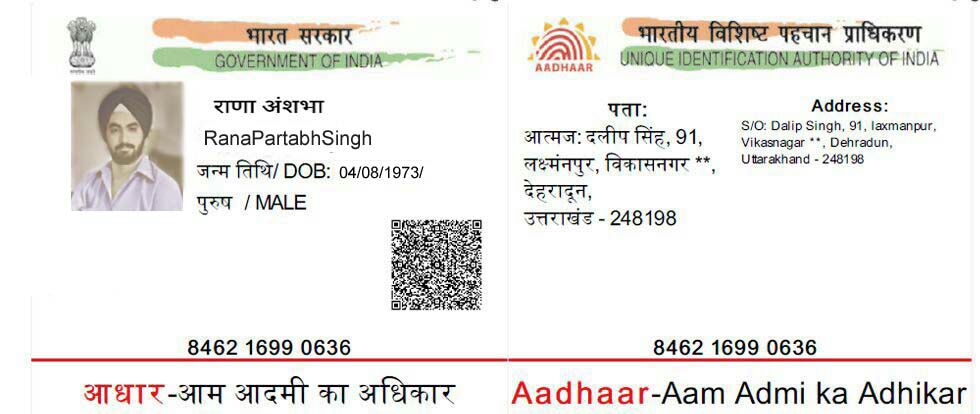 भारत सरकार
GOVERNMENT OF INDIA
राणा अंशभा
RanaPartabhSingh
जन्म तिथि/ DOB: 04/08/1973/
पुरुष / MALE
8462 1699 0636
आधार-आम आदमी का अधिकार
भारतीय विशिष्ट पहचान प्राधिकरण
UNIQUE IDENTIFICATION AUTHORITY OF INDIA
AADHAAR
पता:
आत्मज: दलीप सिंह, 91,
लक्ष्मंनपुर, विकासनगर **,
देहरादून,
उत्तराखंड - 248198
Address:
S/O: Dalip Singh, 91, laxmanpur,
Vikasnagar **, Dehradun,
Uttarakhand - 248198
8462 1699 0636
Aadhaar-Aam Admi ka Adhikar